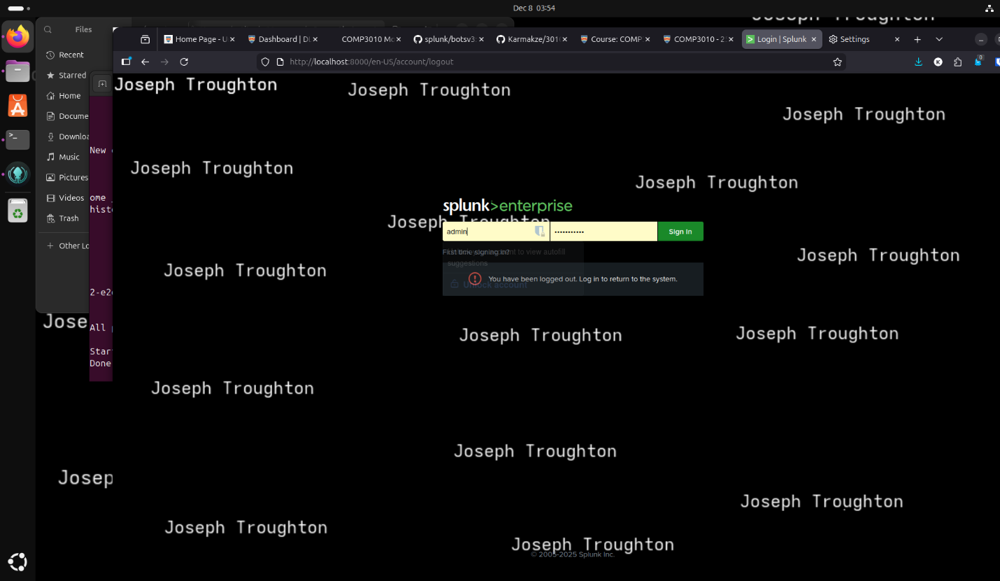 Dec 8 03:54
Joseph Troughton
Files
Recent
Starred
Home
Docume
Downloa
Music
Pictures
Videos
Trash
Other Lo
New
ome
histo
2-e2
All
Star
Done
Home Page - U
Dashboard | DL
COMP3010 Mo
splunk/botsv3:
Karmakze/301
Course: COMP
COMP3010 - 2
Login | Splunk
Settings
http://localhost:8000/en-US/account/logout
K
0
Joseph Troughton
Joseph Troughton
Joseph Troughton
Joseph Troughton
Joseph Troughton
splunk>enterprise
Joseph Troughton
admin
Sign In
First time signing in?
account to view autofill
suggestions
Joseph Troughton
Joseph Troughton
You have been logged out. Log in to return to the system.
Unlock account
Jose
Joseph Troughton
Joseph Troughton
Joseph Troughton
Joseph Troughton
Josep
Joseph Troughton
Joseph Troughton
Joseph Troughton
© 2005-2025 Splunk Inc.